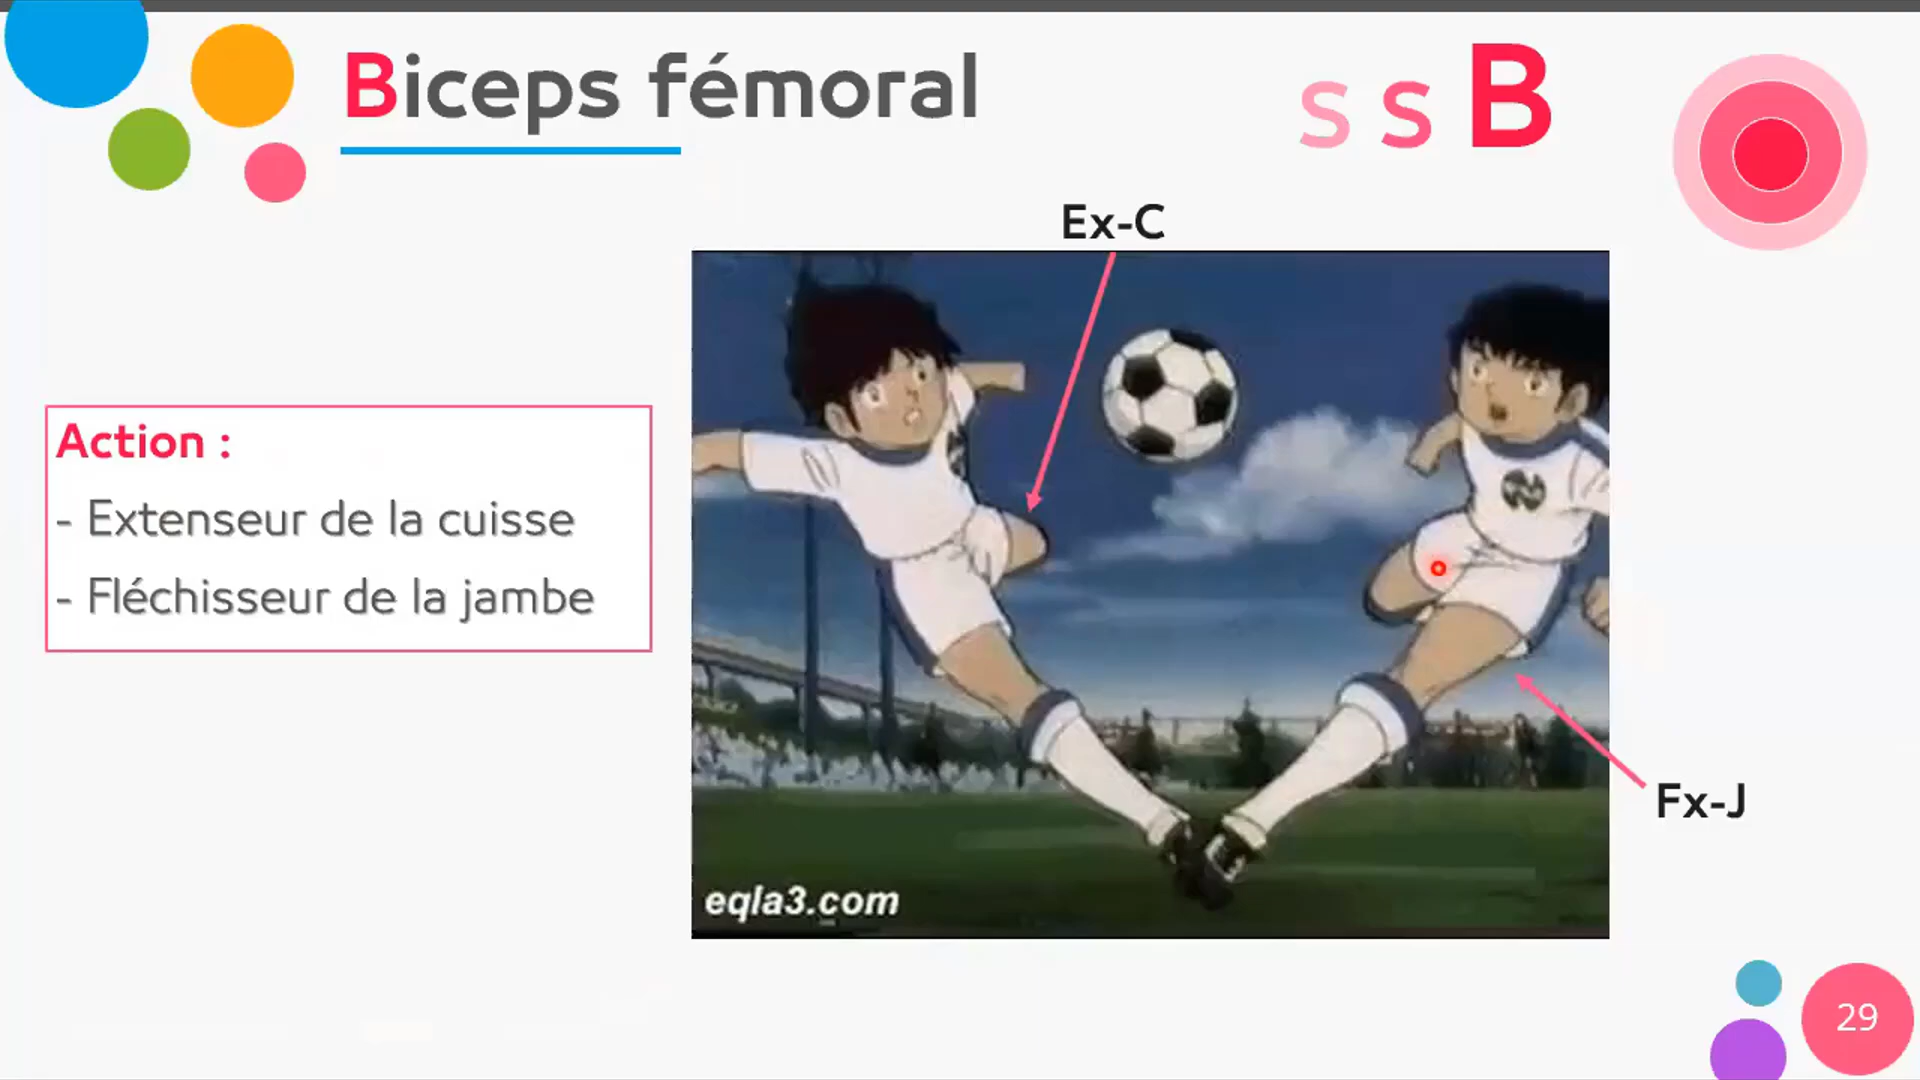 Biceps fémoral
s s B
Ex-C
Action :
- Extenseur de la cuisse
- Fléchisseur de la jambe
Fx-J
eqla3.com
29